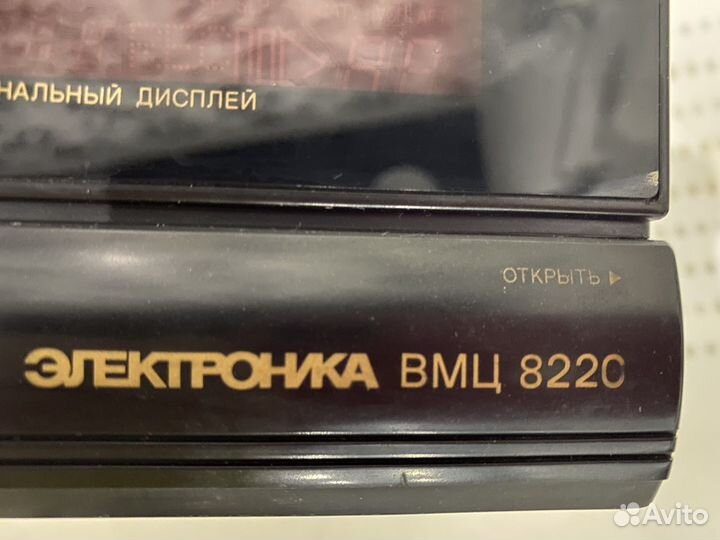 НАЛЬНЫЙ ДИСПЛЕЙ
ОТКРЫТЬ
ЭЛЕКТРОНИКА ВМЦ 8220
Avito